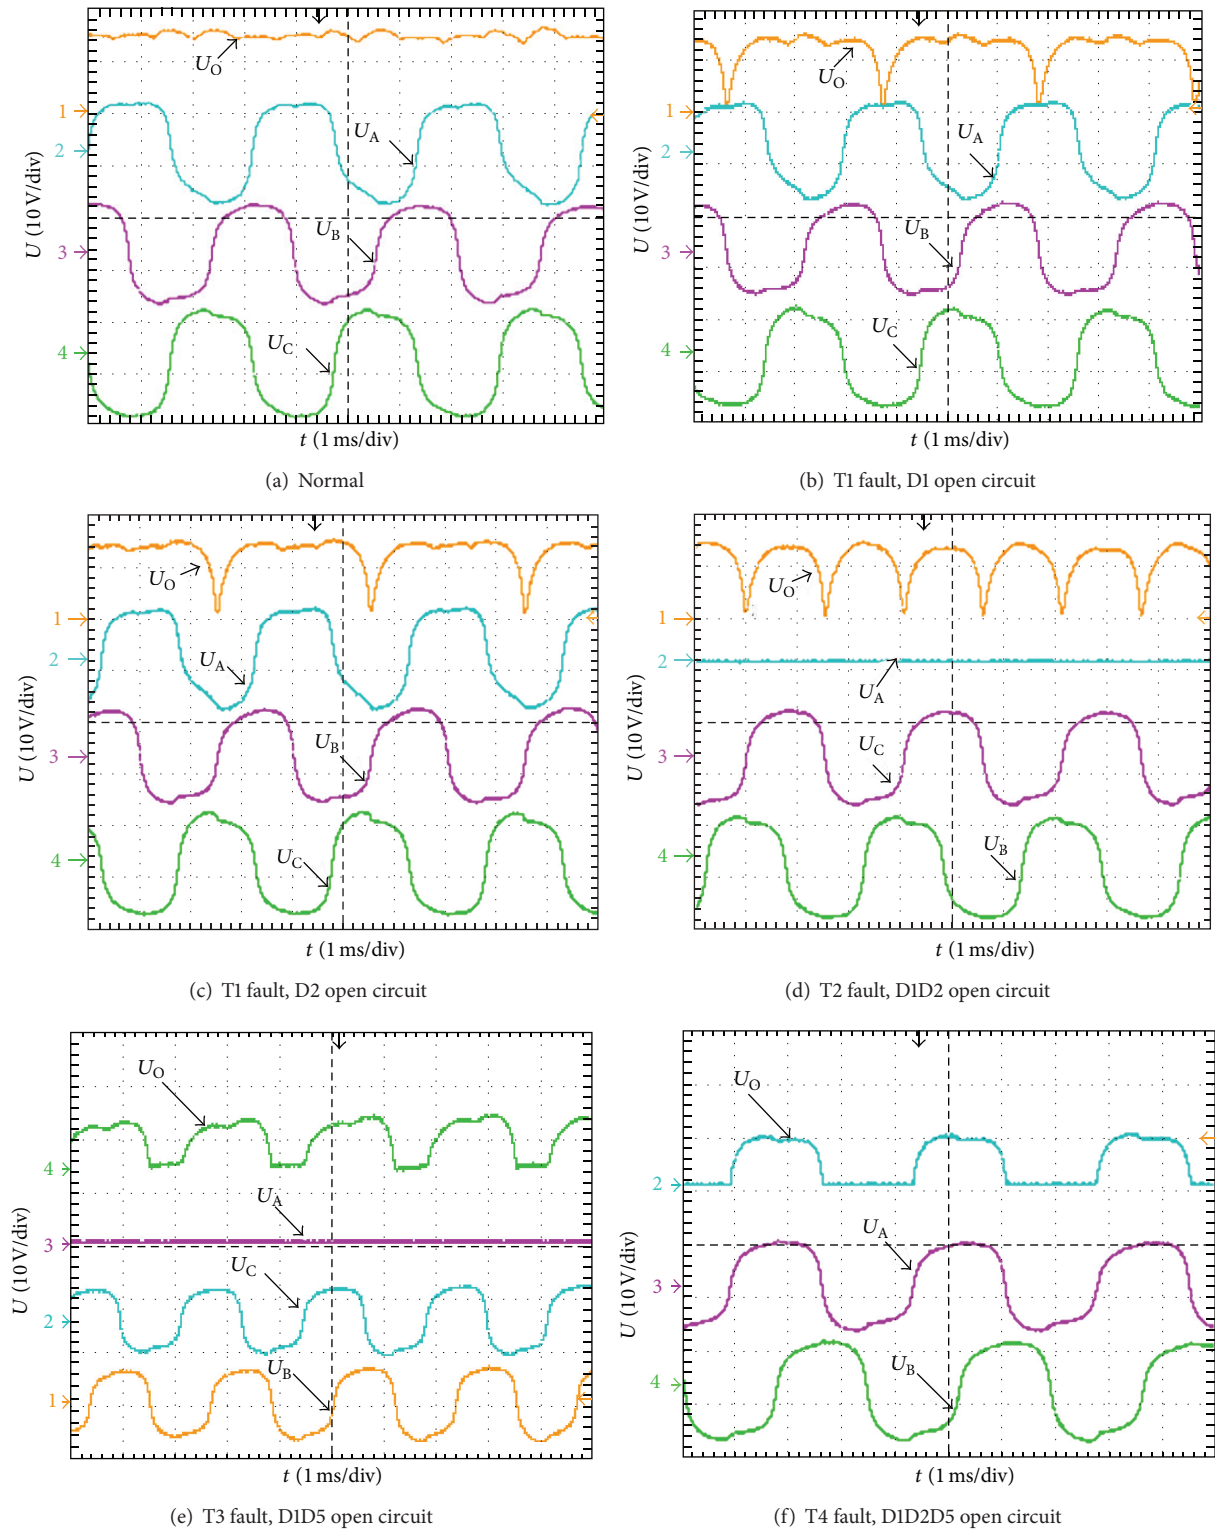 U_O
1
U_A
2
U_B
3
U_C
4
U (10 V/div)
t (1 ms/div)
(a) Normal
U_O
1
U_A
2
U_B
3
U_C
4
U (10 V/div)
t (1 ms/div)
(b) T1 fault, D1 open circuit
U_O
1
U_A
2
U_B
3
U_C
4
U (10 V/div)
t (1 ms/div)
(c) T1 fault, D2 open circuit
U_O
1
2
U_A
U_C
3
U_B
4
U (10 V/div)
t (1 ms/div)
(d) T2 fault, D1D2 open circuit
U_O
4
U_A
3
U_C
2
U_B
1
U (10 V/div)
t (1 ms/div)
(e) T3 fault, D1D5 open circuit
U_O
2
U_A
3
U_B
4
U (10 V/div)
t (1 ms/div)
(f) T4 fault, D1D2D5 open circuit